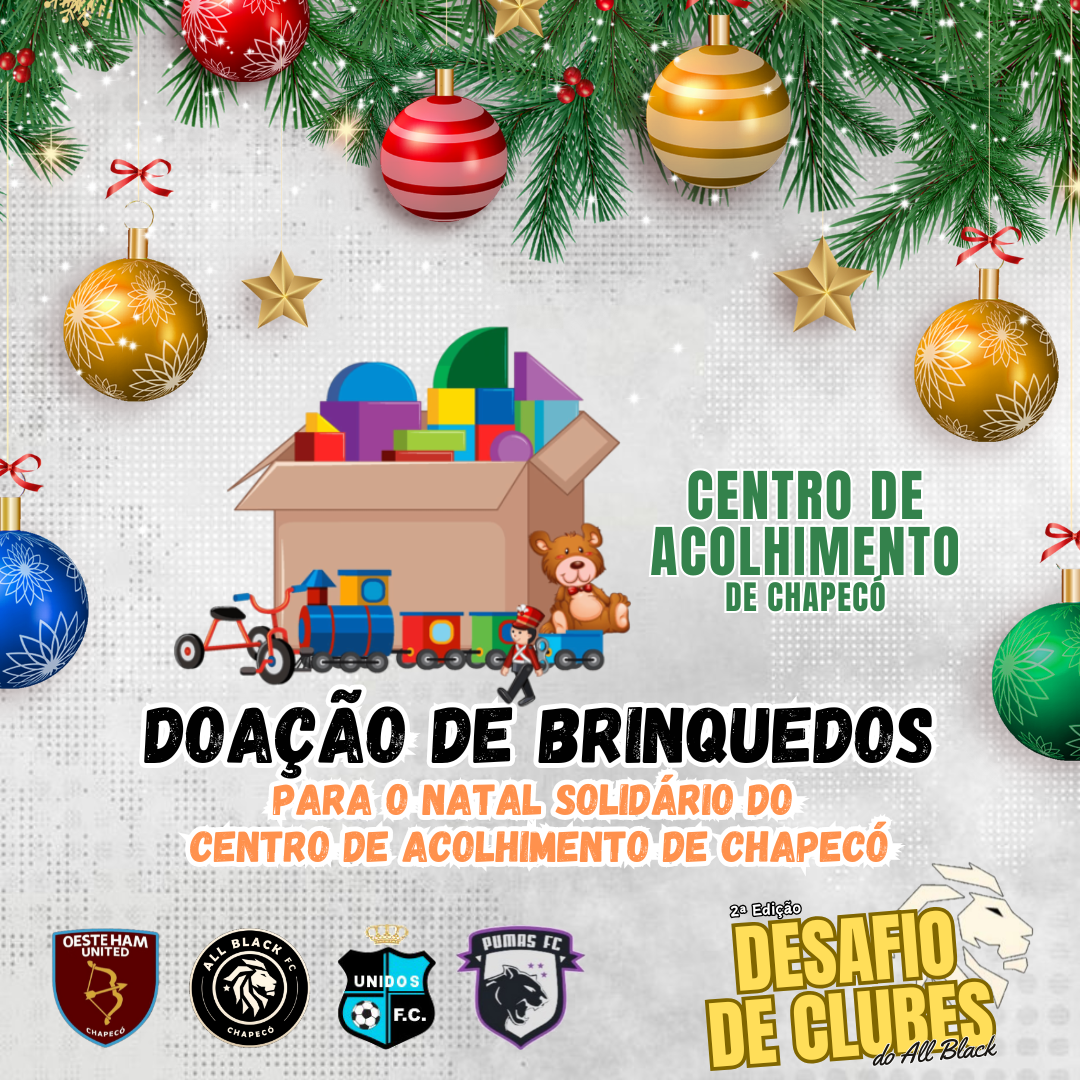 CENTRO DE
ACOLHIMENTO
DE CHAPECÓ
DOAÇÃO DE BRINQUEDOS
PARA O NATAL SOLIDÁRIO DO
CENTRO DE ACOLHIMENTO DE CHAPECÓ
OESTE HAM
UNITED
CHAPECÓ
ALL BLACK FC
CHAPECÓ
UNIDOS
F.C.
PUMAS FC
2ª Edição
DESAFIO
DE CLUBES
do All Black